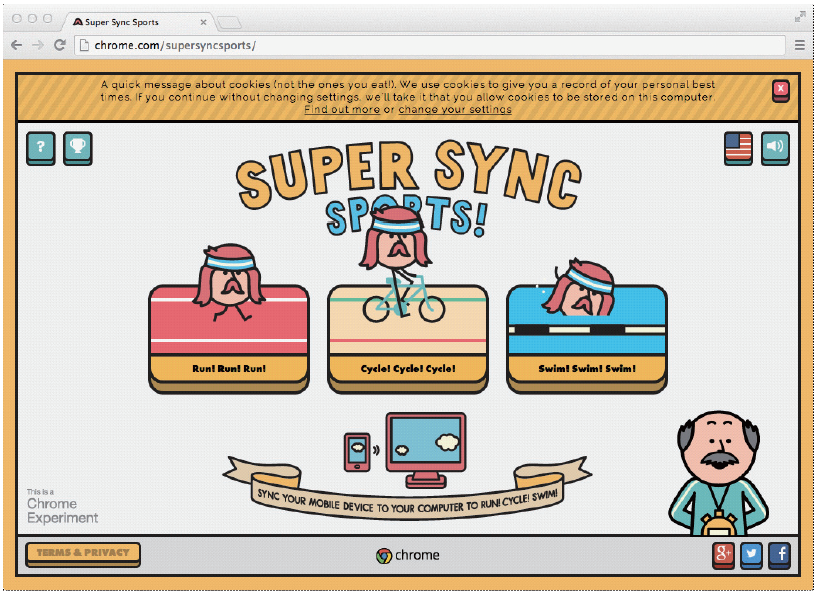 Super Sync Sports
chrome.com/supersyncsports/
A quick message about cookies (not the ones you eat!). We use cookies to give you a record of your personal best
times. If you continue without changing settings, we'll take it that you allow cookies to be stored on this computer.
Find out more or change your settings
X
?
SUPER SYNC
SPORTS!
Run! Run! Run!
Cycle! Cycle! Cycle!
Swim! Swim! Swim!
SYNC YOUR MOBILE DEVICE TO YOUR COMPUTER TO RUN! CYCLE! SWIM!
This is a
Chrome
Experiment
TERMS & PRIVACY
chrome
g+
f